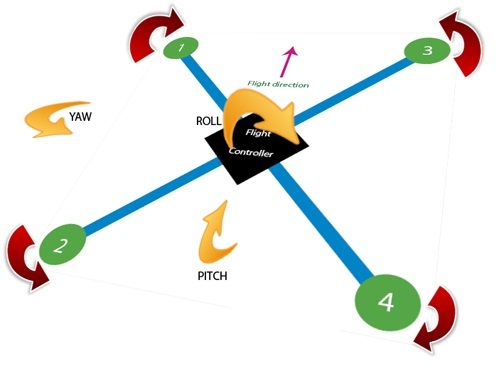 1
3
Flight direction
YAW
ROLL
Flight
Controller
2
PITCH
4